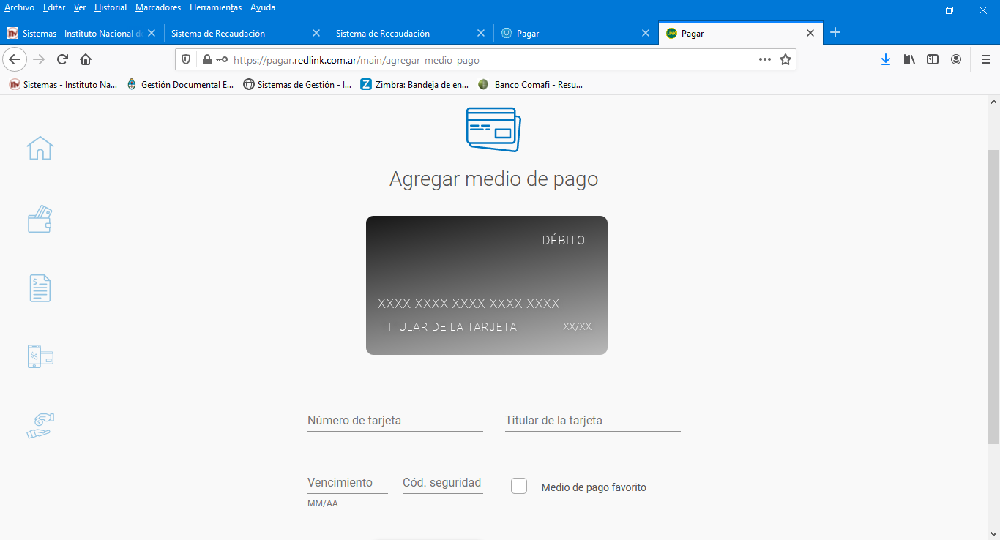 Archivo Editar Ver Historial Marcadores Herramientas Ayuda
Sistemas - Instituto Nacional d Sistema de Recaudación Sistema de Recaudación Pagar LINK Pagar
https://pagar.redlink.com.ar/main/agregar-medio-pago
Sistemas - Instituto Na... Gestión Documental E... Sistemas de Gestión - I... Zimbra: Bandeja de en... Banco Comafi - Resu...
Agregar medio de pago
DÉBITO
XXXX XXXX XXXX XXXX XXXX
TITULAR DE LA TARJETA XX/XX
Número de tarjeta Titular de la tarjeta
Vencimiento Cód. seguridad Medio de pago favorito
MM/AA